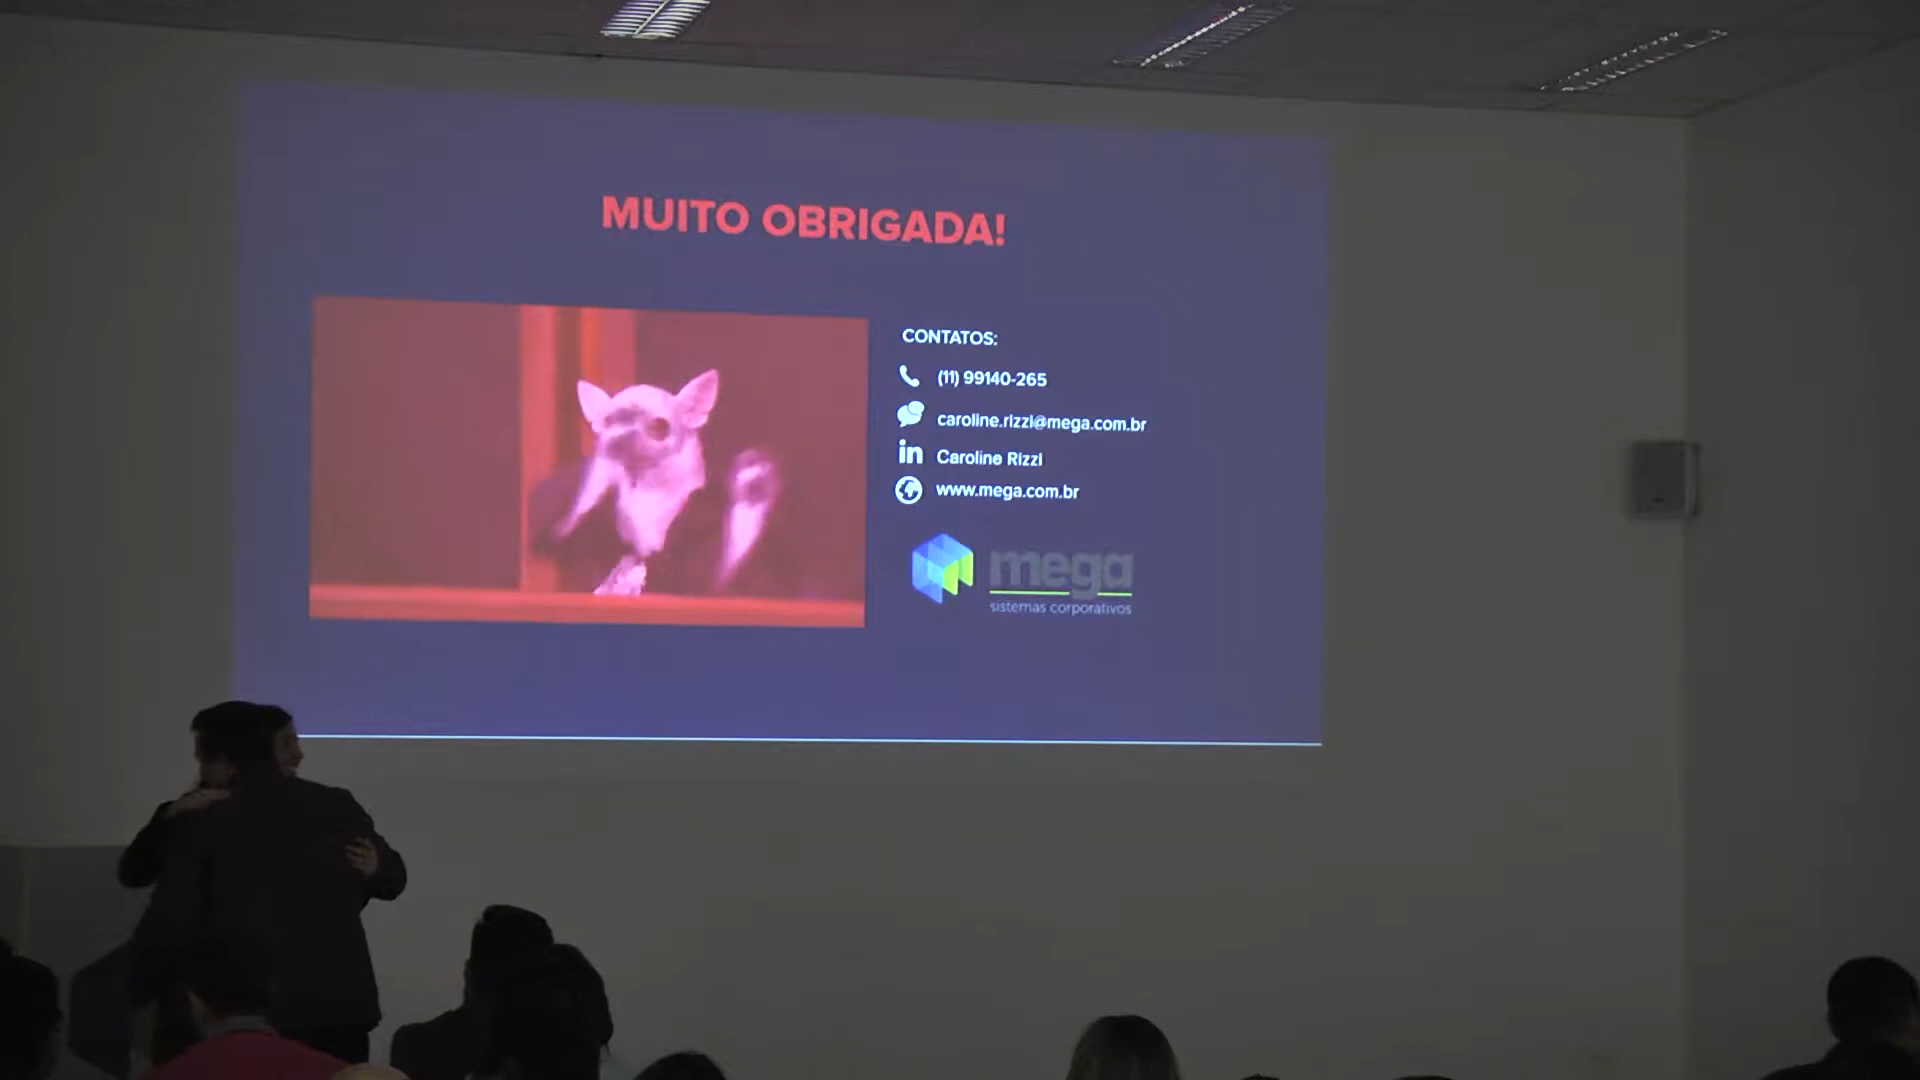 MUITO OBRIGADA!
CONTATOS:
(11) 99140-265
caroline.rizzi@mega.com.br
in Caroline Rizzi
www.mega.com.br
mega
sistemas corporativos